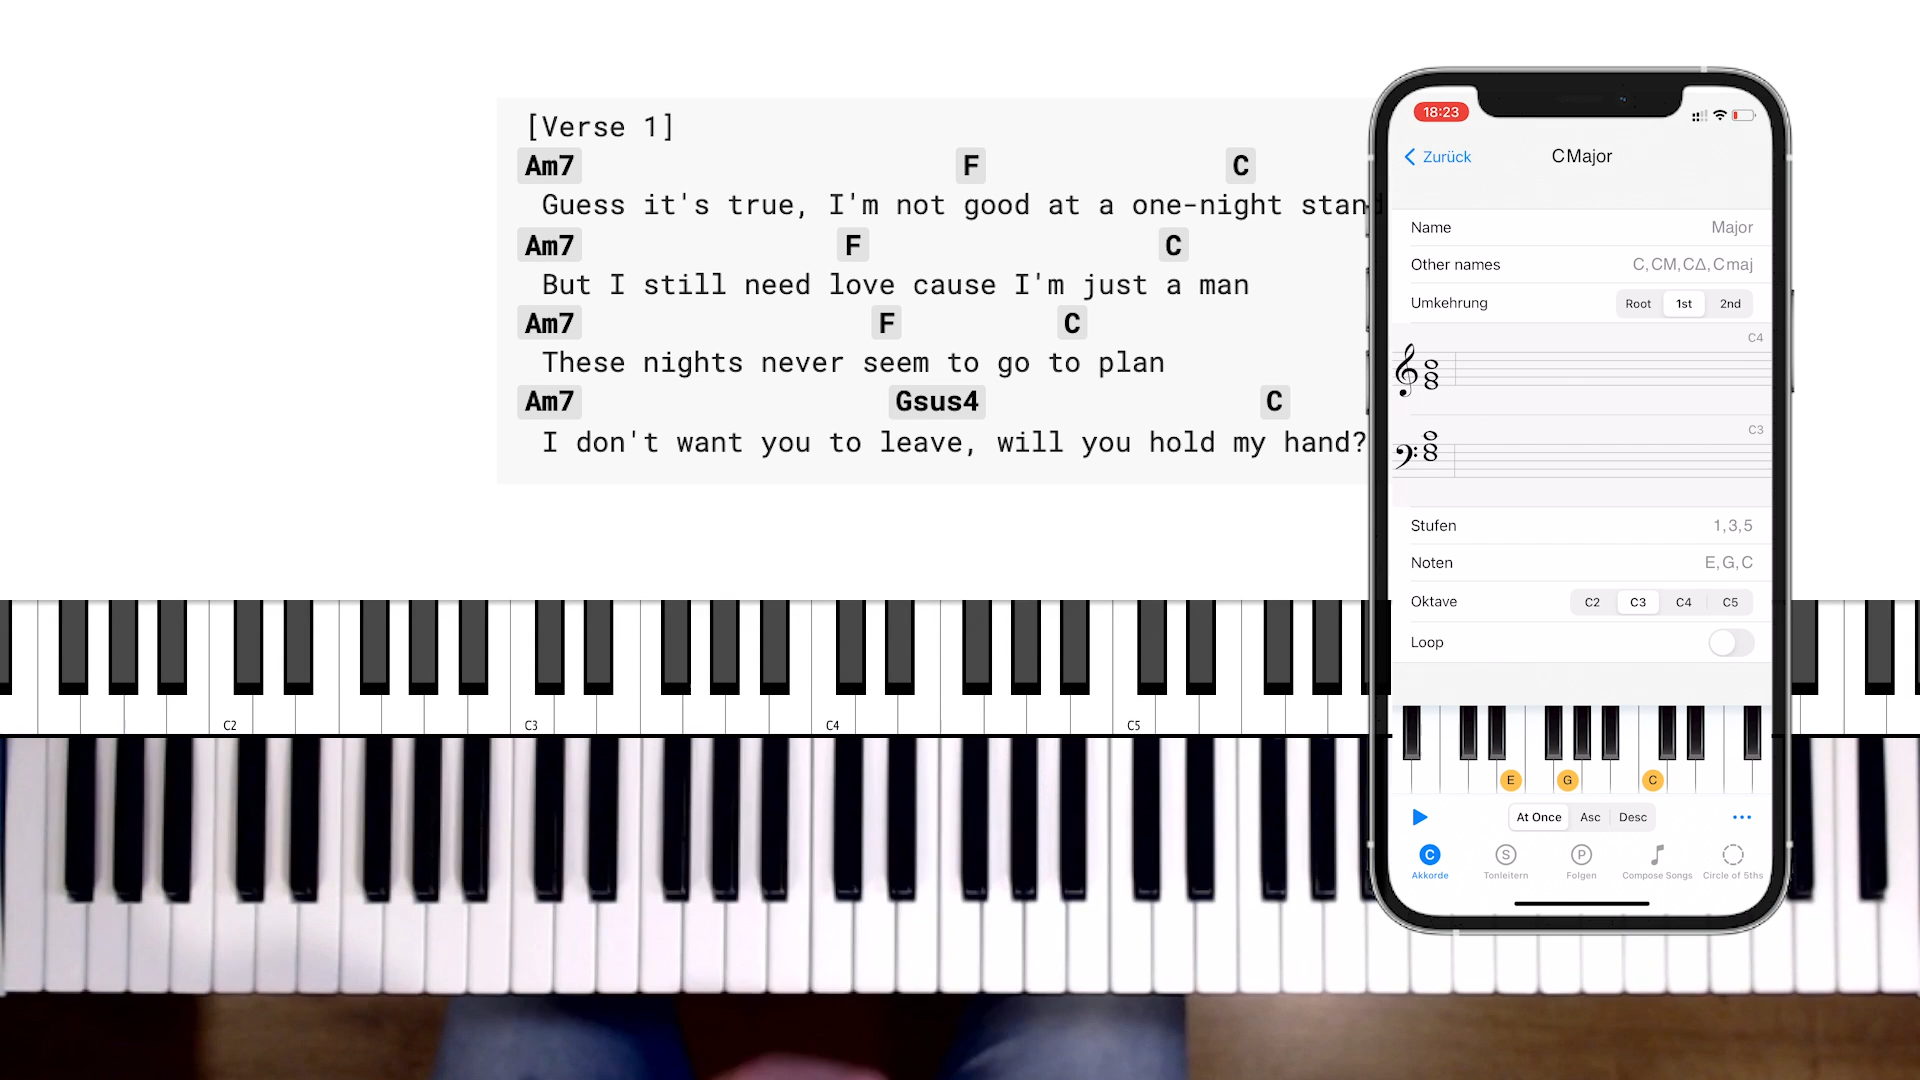 [Verse 1]
Am7 F C
Guess it's true, I'm not good at a one-night stand
Am7 F C
But I still need love cause I'm just a man
Am7 F C
These nights never seem to go to plan
Am7 Gsus4 C
I don't want you to leave, will you hold my hand?
C2 C3 C4 C5
18:23
Zurück C Major
Name Major
Other names C, CM, CΔ, Cmaj
Umkehrung Root 1st 2nd
C4
C3
Stufen 1, 3, 5
Noten E, G, C
Oktave C2 C3 C4 C5
Loop
E G C
At Once Asc Desc
C S P
Akkorde Tonleitern Folgen Compose Songs Circle of 5ths